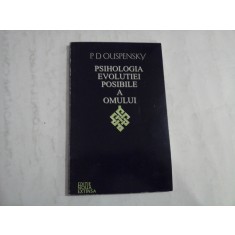 P. D. OUSPENSKY
PSIHOLOGIA
EVOLUTIEI
POSIBILE
A
OMULUI